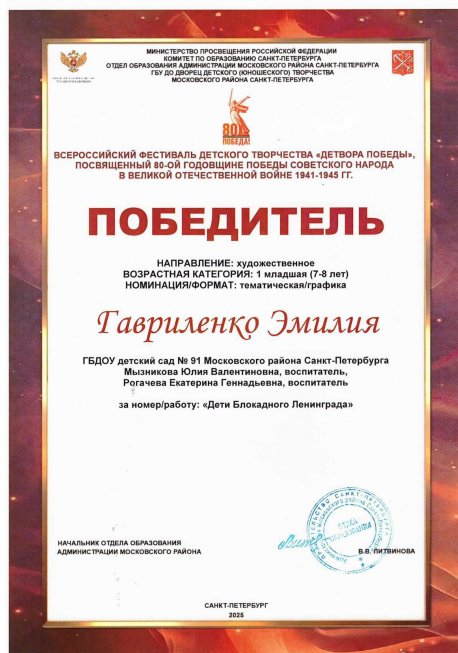 МИНИСТЕРСТВО ПРОСВЕЩЕНИЯ РОССИЙСКОЙ ФЕДЕРАЦИИ
КОМИТЕТ ПО ОБРАЗОВАНИЮ САНКТ-ПЕТЕРБУРГА
ОТДЕЛ ОБРАЗОВАНИЯ АДМИНИСТРАЦИИ МОСКОВСКОГО РАЙОНА САНКТ-ПЕТЕРБУРГА
ГБУ ДО ДВОРЕЦ ДЕТСКОГО (ЮНОШЕСКОГО) ТВОРЧЕСТВА
МОСКОВСКОГО РАЙОНА САНКТ-ПЕТЕРБУРГА
80
ПОБЕДА!
ВСЕРОССИЙСКИЙ ФЕСТИВАЛЬ ДЕТСКОГО ТВОРЧЕСТВА «ДЕТВОРА ПОБЕДЫ»,
ПОСВЯЩЕННЫЙ 80-ОЙ ГОДОВЩИНЕ ПОБЕДЫ СОВЕТСКОГО НАРОДА
В ВЕЛИКОЙ ОТЕЧЕСТВЕННОЙ ВОЙНЕ 1941-1945 ГГ.
ПОБЕДИТЕЛЬ
НАПРАВЛЕНИЕ: художественное
ВОЗРАСТНАЯ КАТЕГОРИЯ: 1 младшая (7-8 лет)
НОМИНАЦИЯ/ФОРМАТ: тематическая/графика
Гавриленко Эмилия
ГБДОУ детский сад № 91 Московского района Санкт-Петербурга
Мызникова Юлия Валентиновна, воспитатель,
Рогачева Екатерина Геннадьевна, воспитатель
за номер/работу: «Дети Блокадного Ленинграда»
ОТДЕЛ
ОБРАЗОВАНИЯ
НАЧАЛЬНИК ОТДЕЛА ОБРАЗОВАНИЯ
АДМИНИСТРАЦИИ МОСКОВСКОГО РАЙОНА
В.В. ЛИТВИНОВА
САНКТ-ПЕТЕРБУРГ
2025